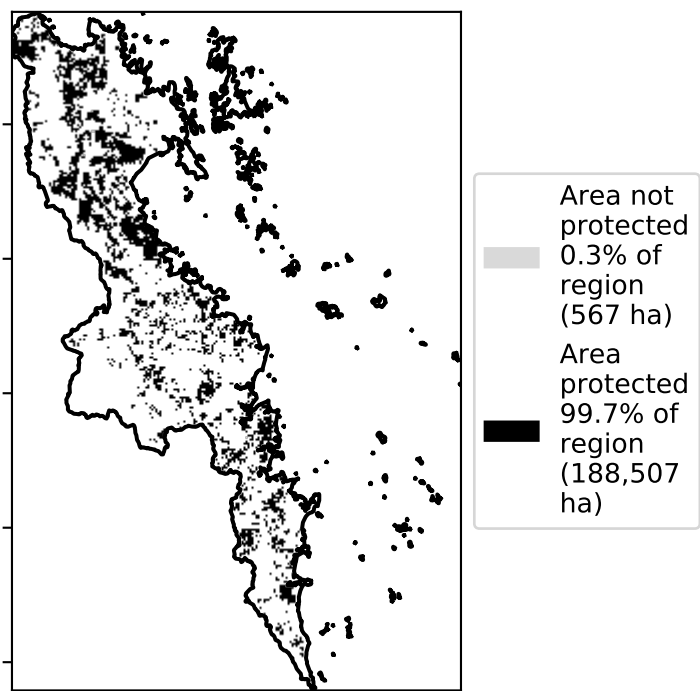 Area not
protected
0.3% of
region
(567 ha)
Area
protected
99.7% of
region
(188,507
ha)